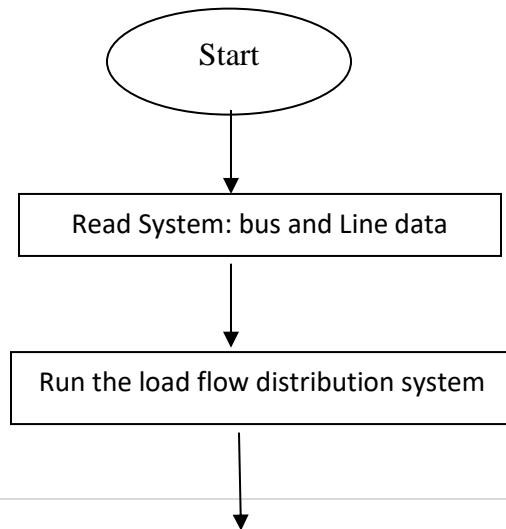 Start
Read System: bus and Line data
Run the load flow distribution system